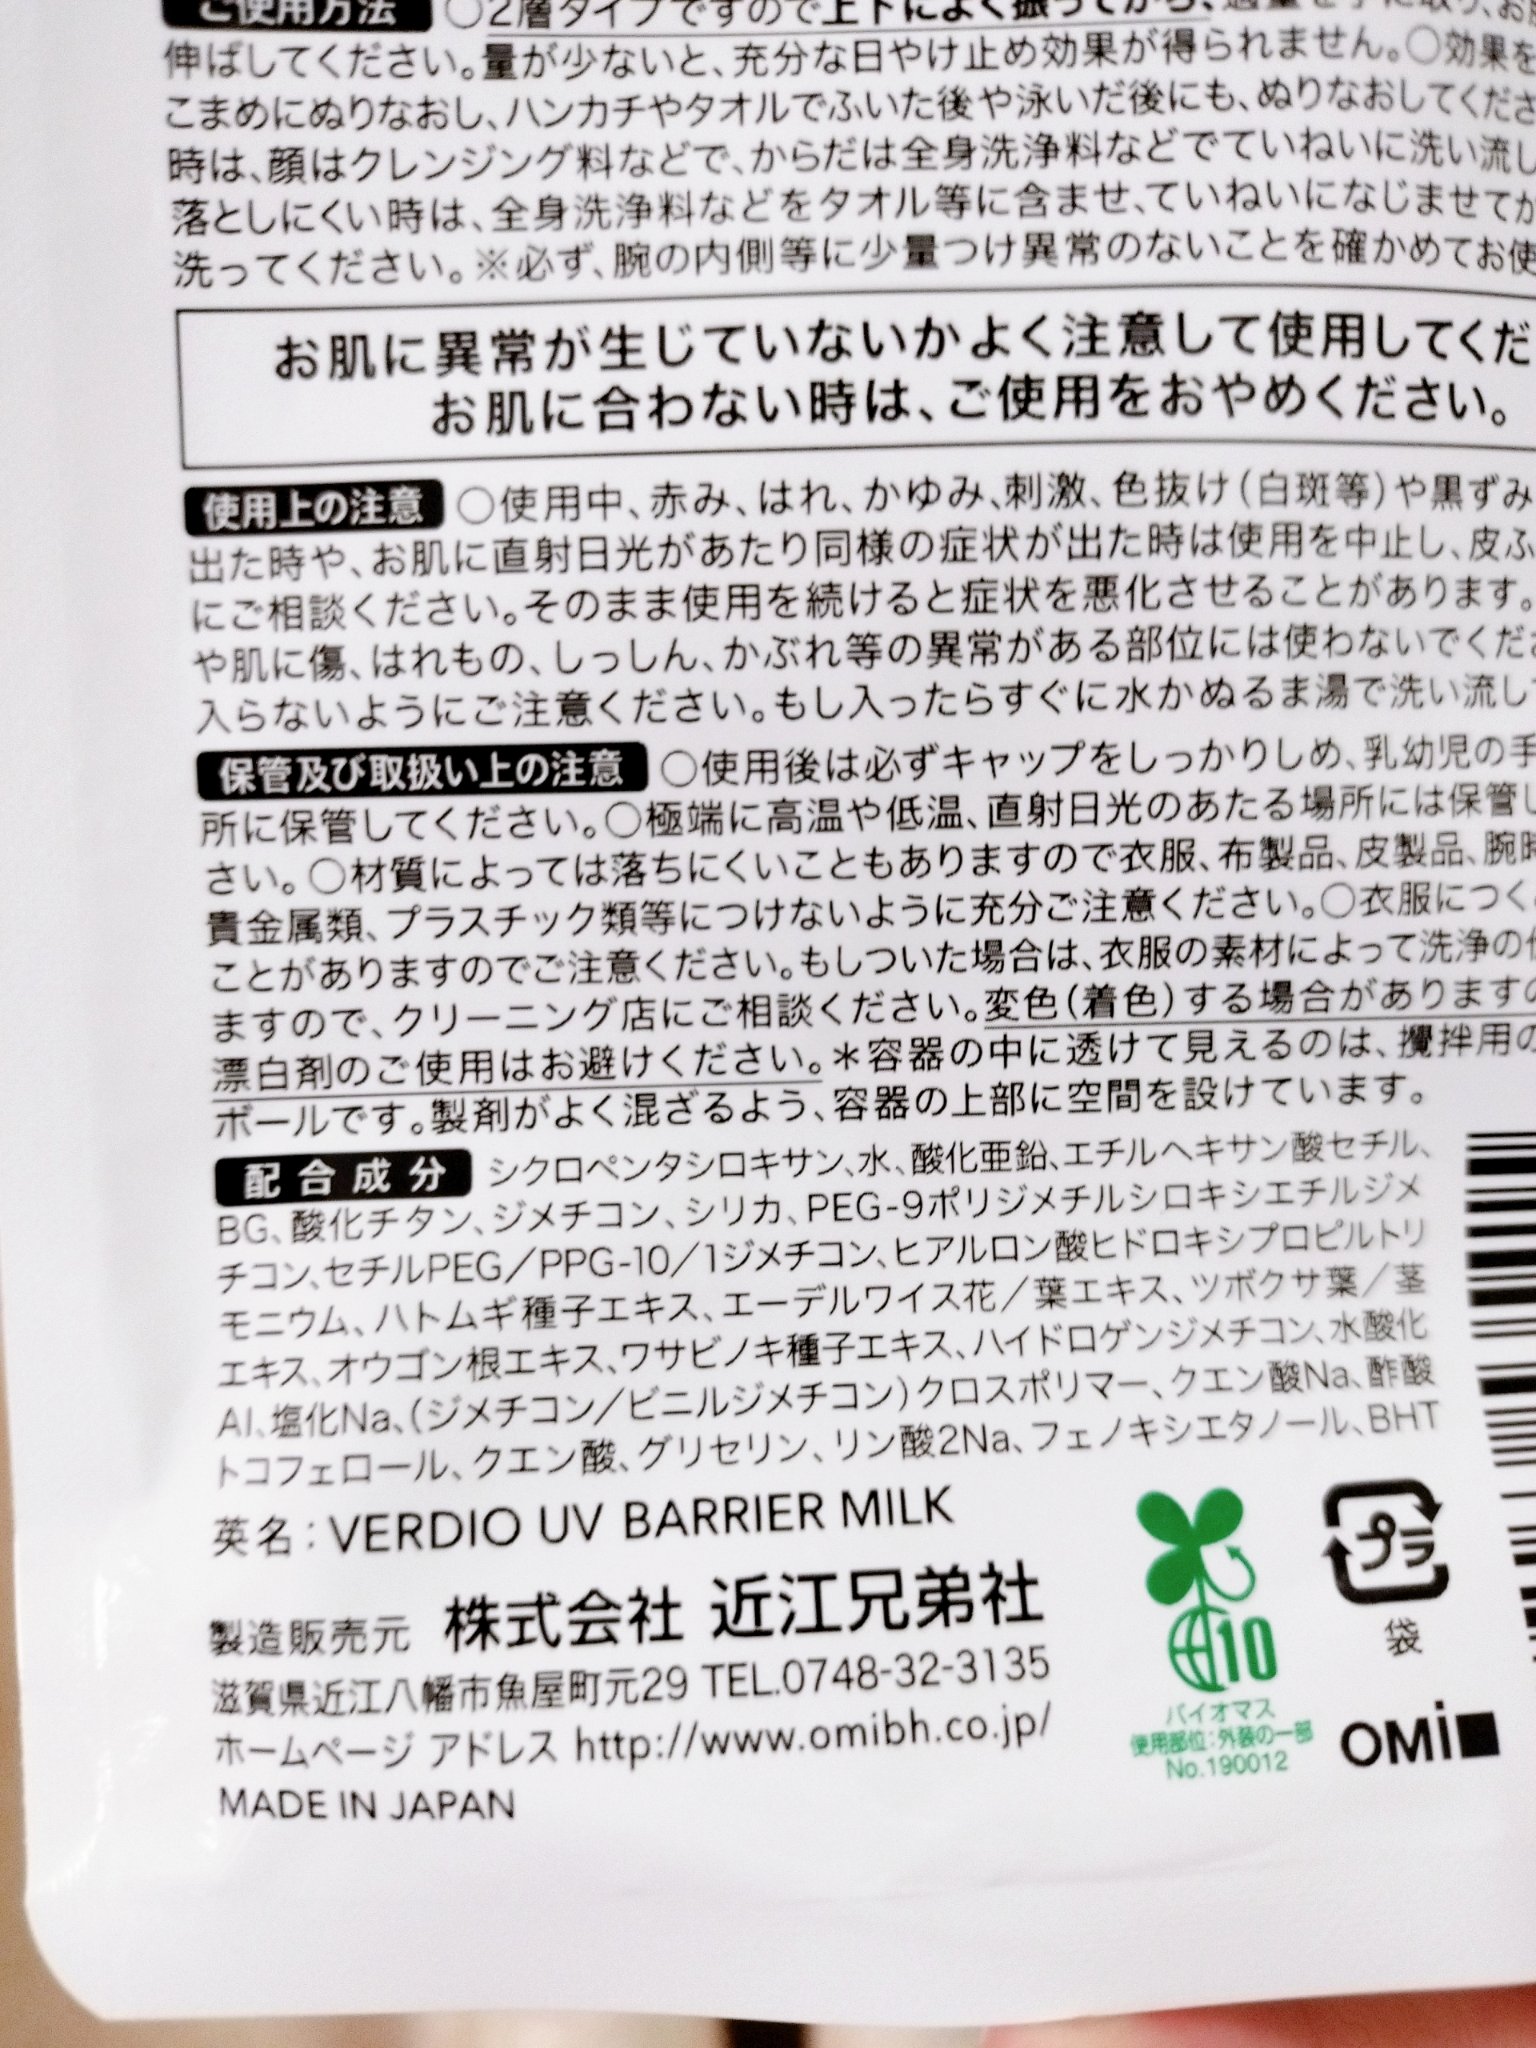 ご使用方法 ○2層タイプですので上下によく振ってから、適量を手に取り、お
伸ばしてください。量が少ないと、充分な日やけ止め効果が得られません。○効果を
こまめにぬりなおし、ハンカチやタオルでふいた後や泳いだ後にも、ぬりなおしてくださ
時は、顔はクレンジング料などで、からだは全身洗浄料などでていねいに洗い流し
落としにくい時は、全身洗浄料などをタオル等に含ませ、ていねいになじませてか
洗ってください。※必ず、腕の内側等に少量つけ異常のないことを確かめてお使
お肌に異常が生じていないかよく注意して使用してくだ
お肌に合わない時は、ご使用をおやめください。
使用上の注意 ○使用中、赤み、はれ、かゆみ、刺激、色抜け(白斑等)や黒ずみ
出た時や、お肌に直射日光があたり同様の症状が出た時は使用を中止し、皮ふ
にご相談ください。そのまま使用を続けると症状を悪化させることがあります。
や肌に傷、はれもの、しっしん、かぶれ等の異常がある部位には使わないでくだ
入らないようにご注意ください。もし入ったらすぐに水かぬるま湯で洗い流し
保管及び取扱い上の注意 ○使用後は必ずキャップをしっかりしめ、乳幼児の手
所に保管してください。○極端に高温や低温、直射日光のあたる場所には保管し
さい。○材質によっては落ちにくいこともありますので衣服、布製品、皮製品、腕時
貴金属類、プラスチック類等につけないように充分ご注意ください。○衣服につく
ことがありますのでご注意ください。もしついた場合は、衣服の素材によって洗浄の仕
ますので、クリーニング店にご相談ください。変色(着色)する場合がありますの
漂白剤のご使用はお避けください。＊容器の中に透けて見えるのは、攪拌用の
ボールです。製剤がよく混ざるよう、容器の上部に空間を設けています。
配合成分 シクロペンタシロキサン、水、酸化亜鉛、エチルヘキサン酸セチル、
BG、酸化チタン、ジメチコン、シリカ、PEG-9ポリジメチルシロキシエチルジメ
チコン、セチルPEG/PPG-10/1ジメチコン、ヒアルロン酸ヒドロキシプロピルトリ
モニウム、ハトムギ種子エキス、エーデルワイス花/葉エキス、ツボクサ葉/茎
エキス、オウゴン根エキス、ワサビノキ種子エキス、ハイドロゲンジメチコン、水酸化
Al、塩化Na、(ジメチコン/ビニルジメチコン)クロスポリマー、クエン酸Na、酢酸
トコフェロール、クエン酸、グリセリン、リン酸2Na、フェノキシエタノール、BHT
英名：VERDIO UV BARRIER MILK
製造販売元 株式会社 近江兄弟社
滋賀県近江八幡市魚屋町元29 TEL.0748-32-3135
ホームページ アドレス http://www.omibh.co.jp/
MADE IN JAPAN
10
バイオマス
使用部位:外装の一部
No.190012
プラ
袋
OMI